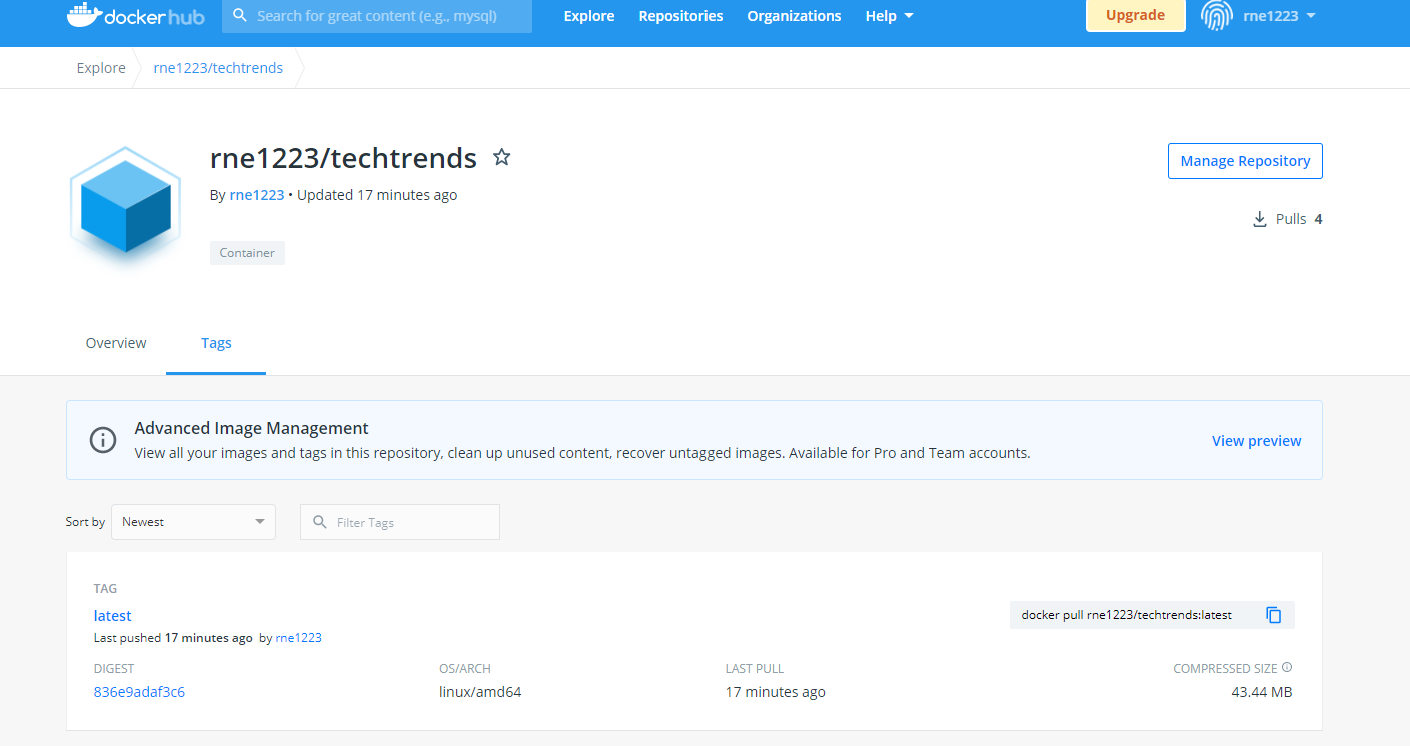 dockerhub Search for great content (e.g., mysql) Explore Repositories Organizations Help Upgrade rne1223
Explore rne1223/techtrends
rne1223/techtrends
Manage Repository
By rne1223 • Updated 17 minutes ago
Pulls 4
Container
Overview Tags
Advanced Image Management
View all your images and tags in this repository, clean up unused content, recover untagged images. Available for Pro and Team accounts.
View preview
Sort by Newest Filter Tags
TAG
latest
docker pull rne1223/techtrends:latest
Last pushed 17 minutes ago by rne1223
DIGEST OS/ARCH LAST PULL COMPRESSED SIZE
836e9adaf3c6 linux/amd64 17 minutes ago 43.44 MB